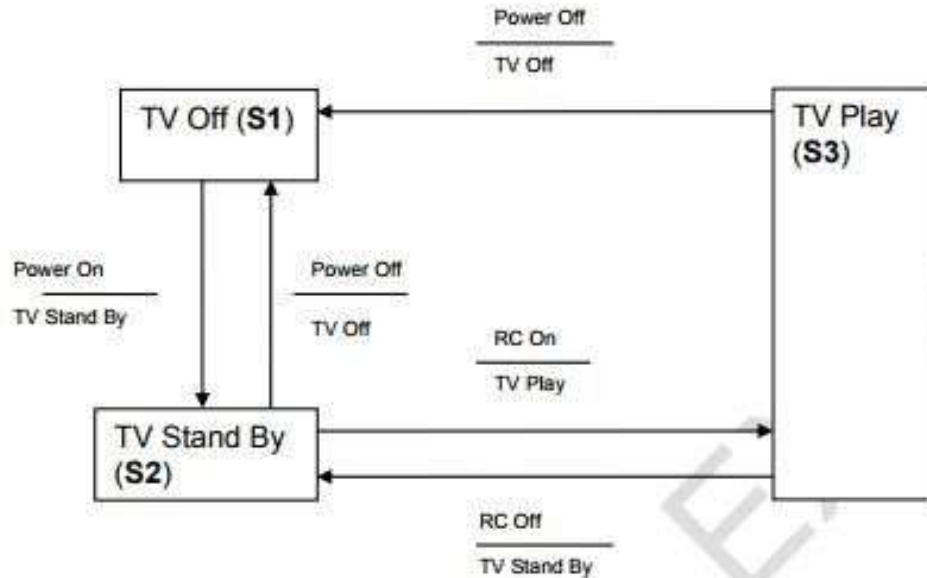 Power Off
TV Off
TV Off (S1)
TV Play
(S3)
Power On
TV Stand By
Power Off
TV Off
RC On
TV Play
TV Stand By
(S2)
RC Off
TV Stand By